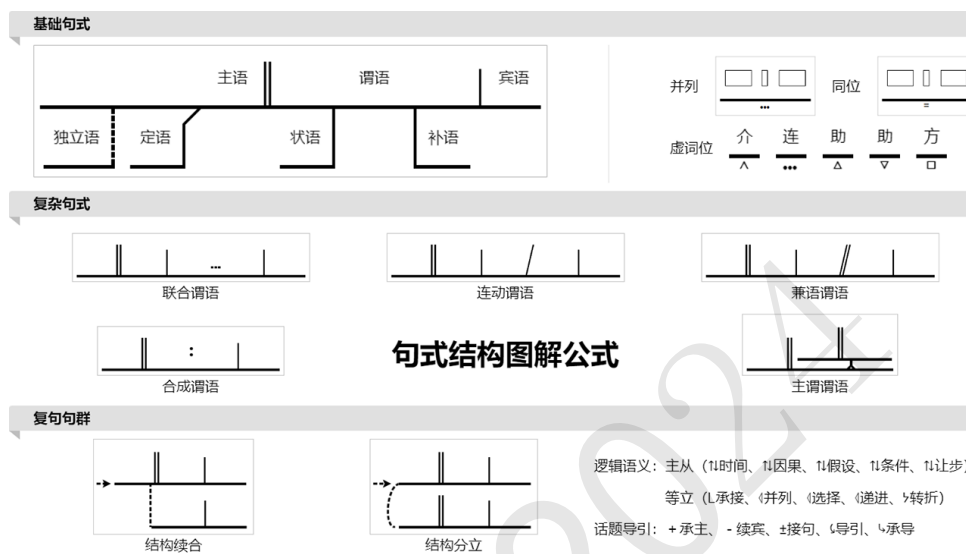 基础句式
主语 谓语 宾语
独立语 定语 状语 补语
并列 ... 同位 =
虚词位 介 连 助 助 方
∧ ... △ ▽ □
复杂句式
...
联合谓语 连动谓语 兼语谓语
:
合成谓语 句式结构图解公式 主谓谓语
复句句群
结构续合 结构分立
逻辑语义：主从（⇅时间、⇅因果、⇅假设、⇅条件、⇅让步）
等立（L承接、⟪并列、⟪选择、⟪递进、ϟ转折）
话题导引：+承主、-续宾、±接句、⤹导引、⤷承导
2024